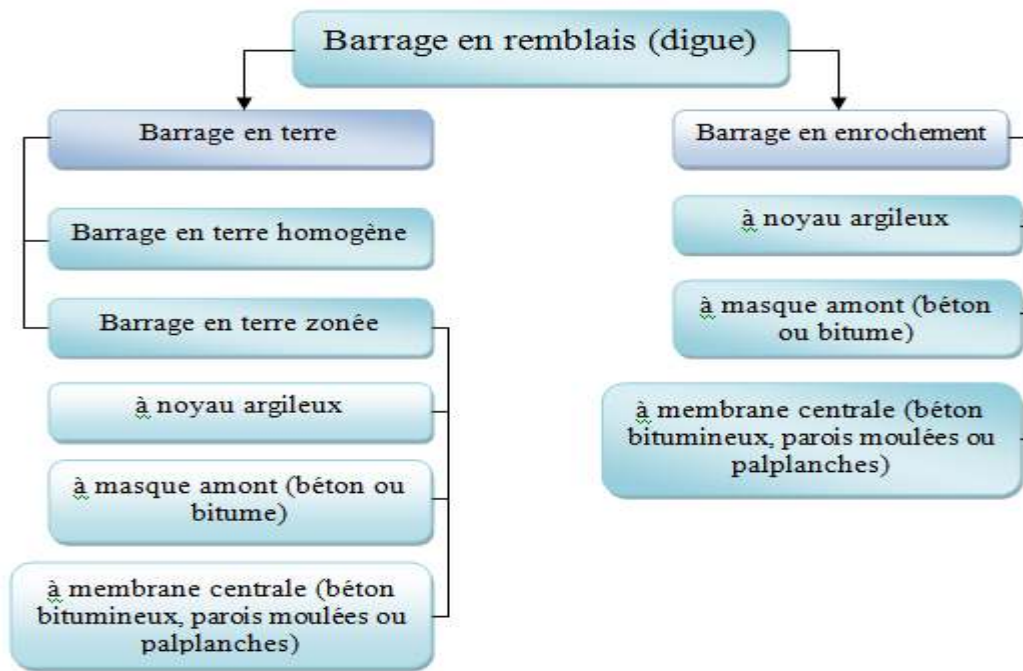 Barrage en remblais (digue)
Barrage en terre
Barrage en terre homogène
Barrage en terre zonée
à noyau argileux
à masque amont (béton ou
bitume)
à membrane centrale (béton
bitumineux, parois moulées ou
palplanches)
Barrage en enrochement
à noyau argileux
à masque amont (béton
ou bitume)
à membrane centrale (béton
bitumineux, parois moulées ou
palplanches)